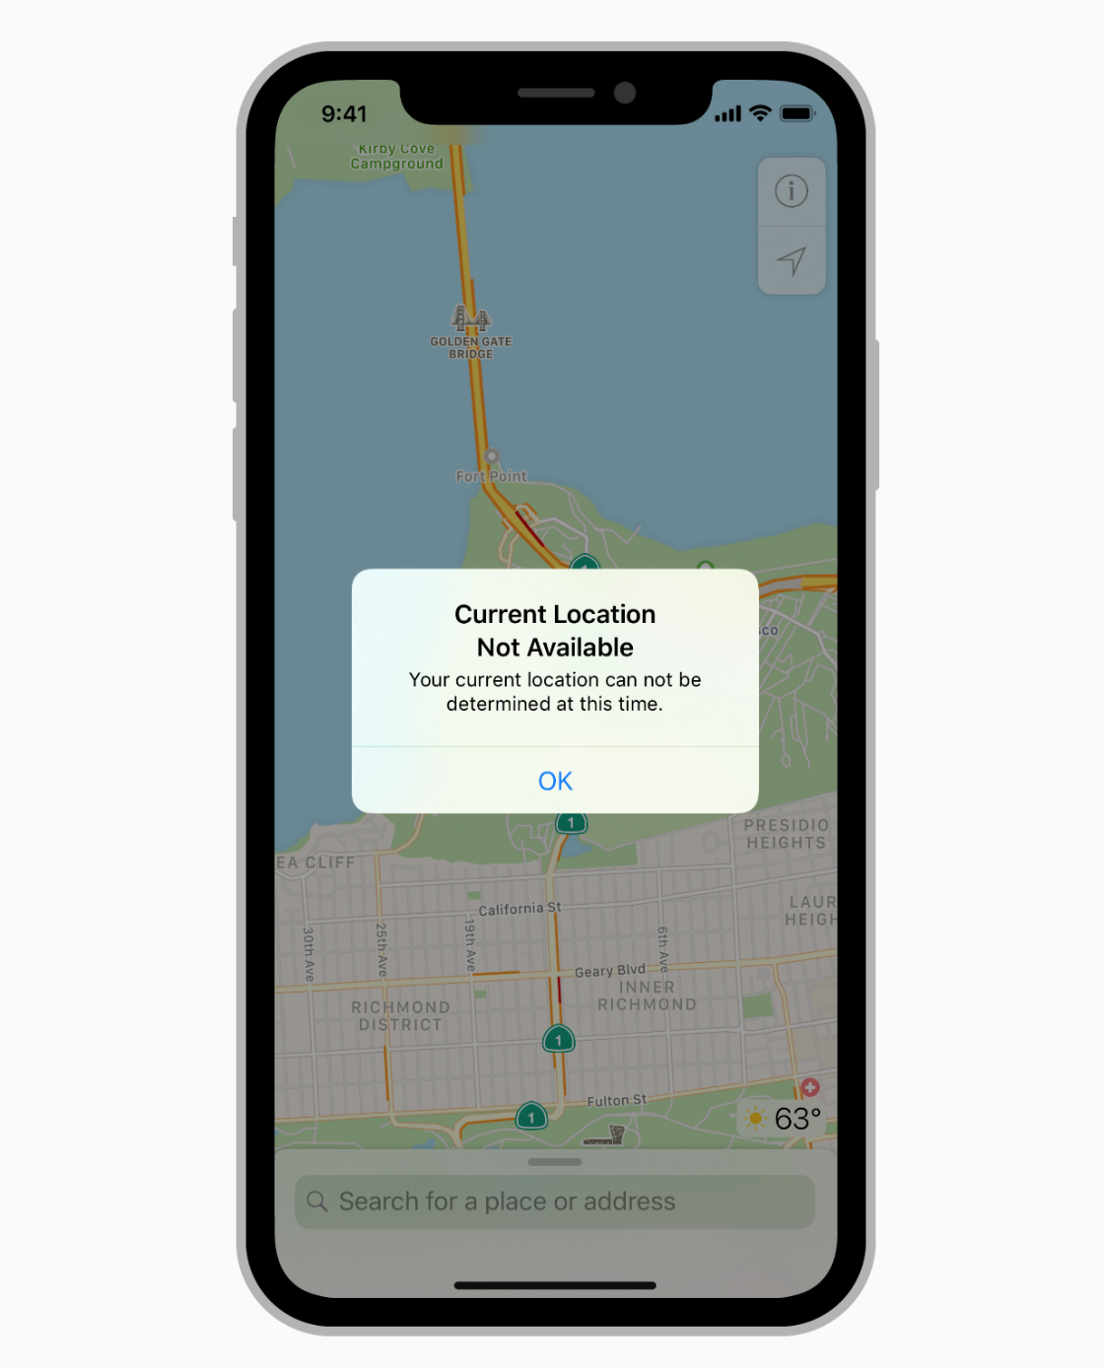 9:41
Kirby Cove
Campground
GOLDEN GATE
BRIDGE
Fort Point
Current Location
Not Available
Your current location can not be
determined at this time.
OK
1
PRESIDIO
HEIGHTS
EA CLIFF
LAUR
HEIGH
California St
30th Ave
25th Ave
19th Ave
6th Ave
Geary Blvd
INNER
RICHMOND
RICHMOND
DISTRICT
1
Fulton St
1
63°
Search for a place or address